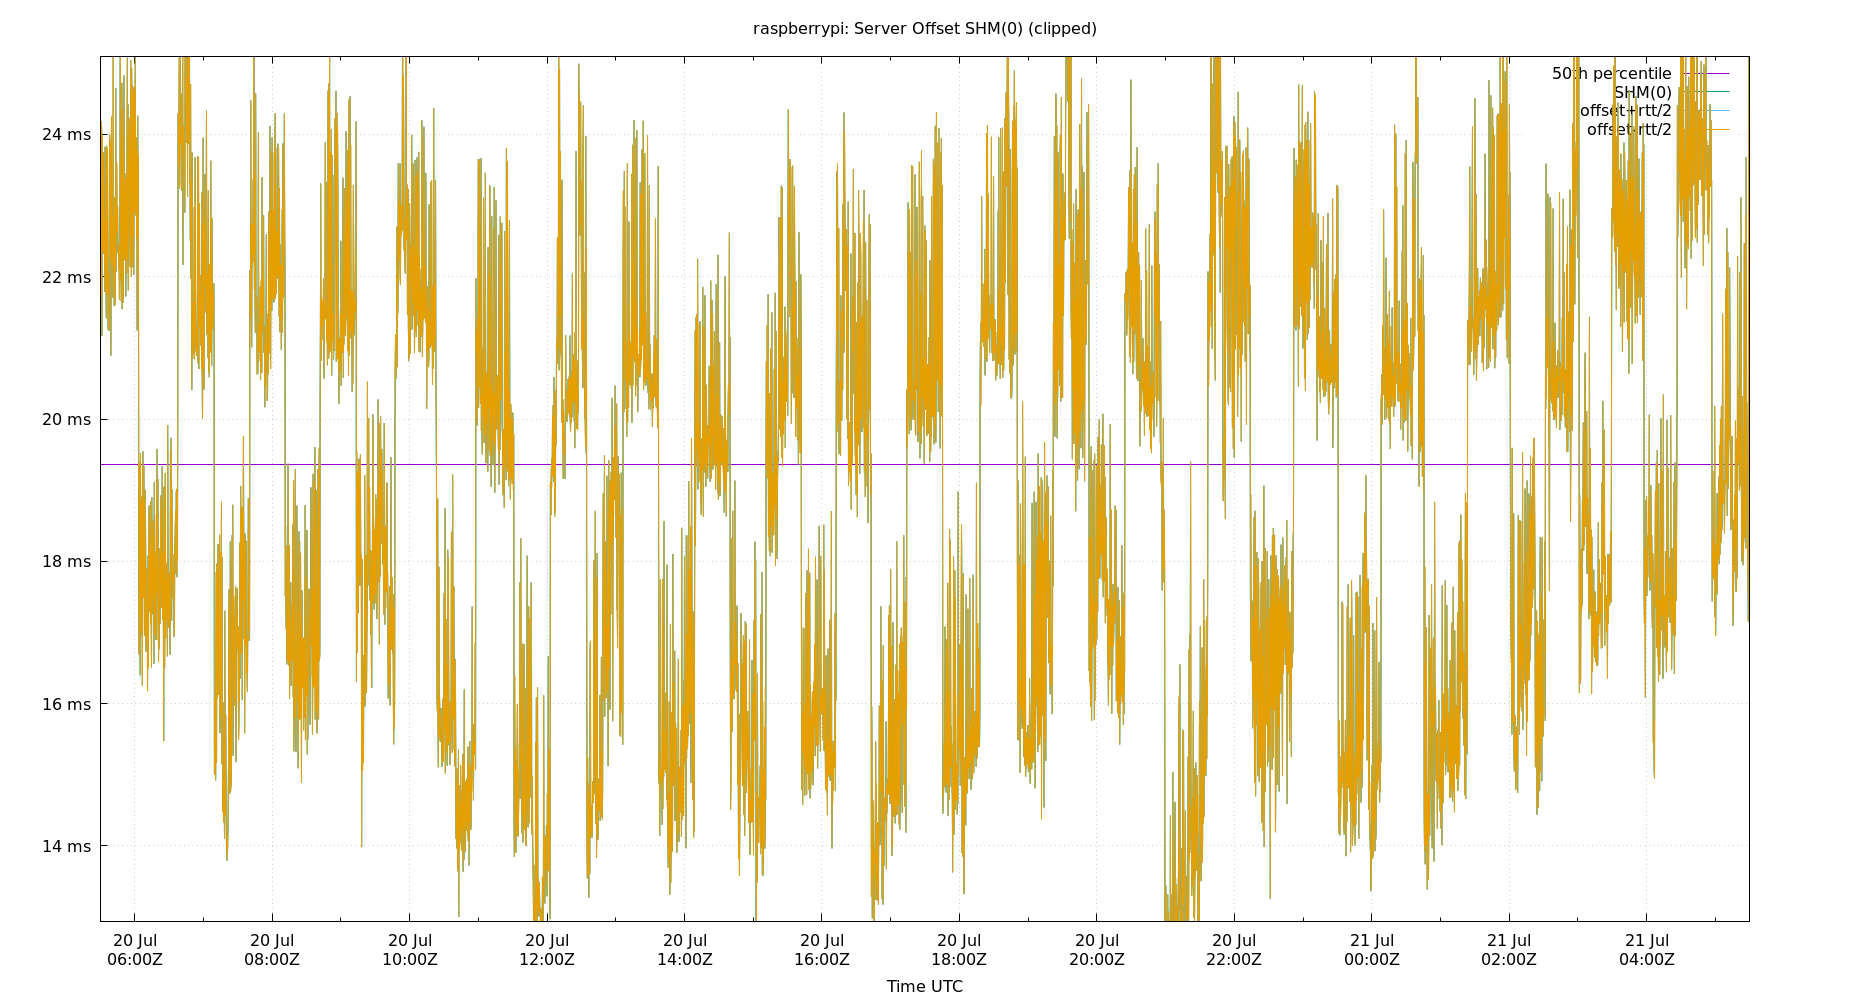 raspberrypi: Server Offset SHM(0) (clipped)
50th percentile
SHM(0)
offset+rtt/2
offset-rtt/2
24 ms
22 ms
20 ms
18 ms
16 ms
14 ms
20 Jul 20 Jul 20 Jul 20 Jul 20 Jul 20 Jul 20 Jul 20 Jul 20 Jul 21 Jul 21 Jul 21 Jul
06:00Z 08:00Z 10:00Z 12:00Z 14:00Z 16:00Z 18:00Z 20:00Z 22:00Z 00:00Z 02:00Z 04:00Z
Time UTC